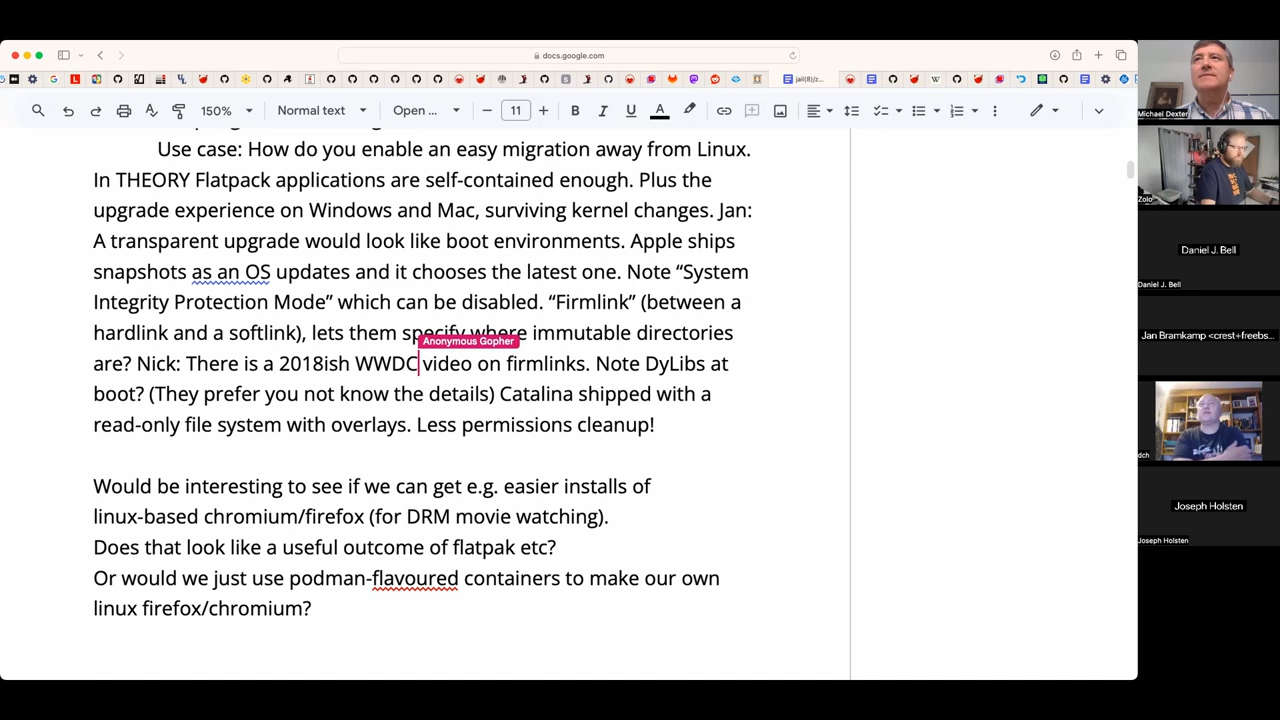 docs.google.com
jail(8)/z...
150%
Normal text
Open ...
11
B
I
U
A
Use case: How do you enable an easy migration away from Linux.
In THEORY Flatpack applications are self-contained enough. Plus the
upgrade experience on Windows and Mac, surviving kernel changes. Jan:
A transparent upgrade would look like boot environments. Apple ships
snapshots as an OS updates and it chooses the latest one. Note “System
Integrity Protection Mode” which can be disabled. “Firmlink” (between a
hardlink and a softlink), lets them specify where immutable directories
Anonymous Gopher
are? Nick: There is a 2018ish WWDC video on firmlinks. Note DyLibs at
boot? (They prefer you not know the details) Catalina shipped with a
read-only file system with overlays. Less permissions cleanup!
Would be interesting to see if we can get e.g. easier installs of
linux-based chromium/firefox (for DRM movie watching).
Does that look like a useful outcome of flatpak etc?
Or would we just use podman-flavoured containers to make our own
linux firefox/chromium?
Michael Dexter
Zolo
Daniel J. Bell
Daniel J. Bell
Jan Bramkamp <crest+freebs...
dch
Joseph Holsten
Joseph Holsten